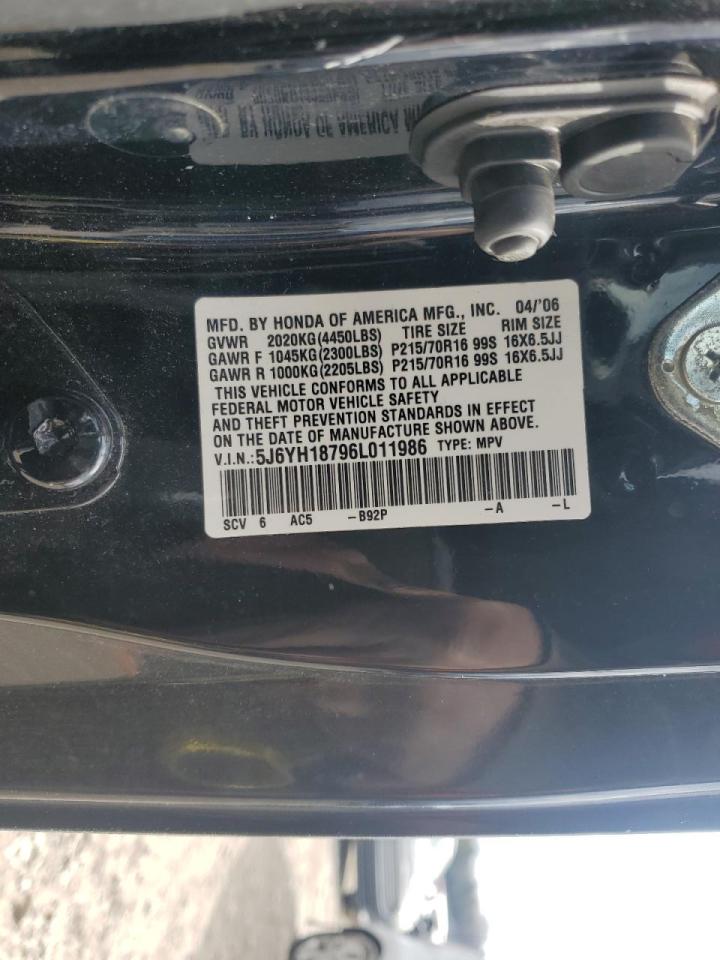 MFD. BY HONDA OF AMERICA MFG., INC. 04/'06
GVWR 2020KG(4450LBS) TIRE SIZE RIM SIZE
GAWR F 1045KG(2300LBS) P215/70R16 99S 16X6.5JJ
GAWR R 1000KG(2205LBS) P215/70R16 99S 16X6.5JJ
THIS VEHICLE CONFORMS TO ALL APPLICABLE
FEDERAL MOTOR VEHICLE SAFETY
AND THEFT PREVENTION STANDARDS IN EFFECT
ON THE DATE OF MANUFACTURE SHOWN ABOVE.
V.I.N.:5J6YH18796L011986 TYPE: MPV
SCV 6 AC5 -B92P -A -L